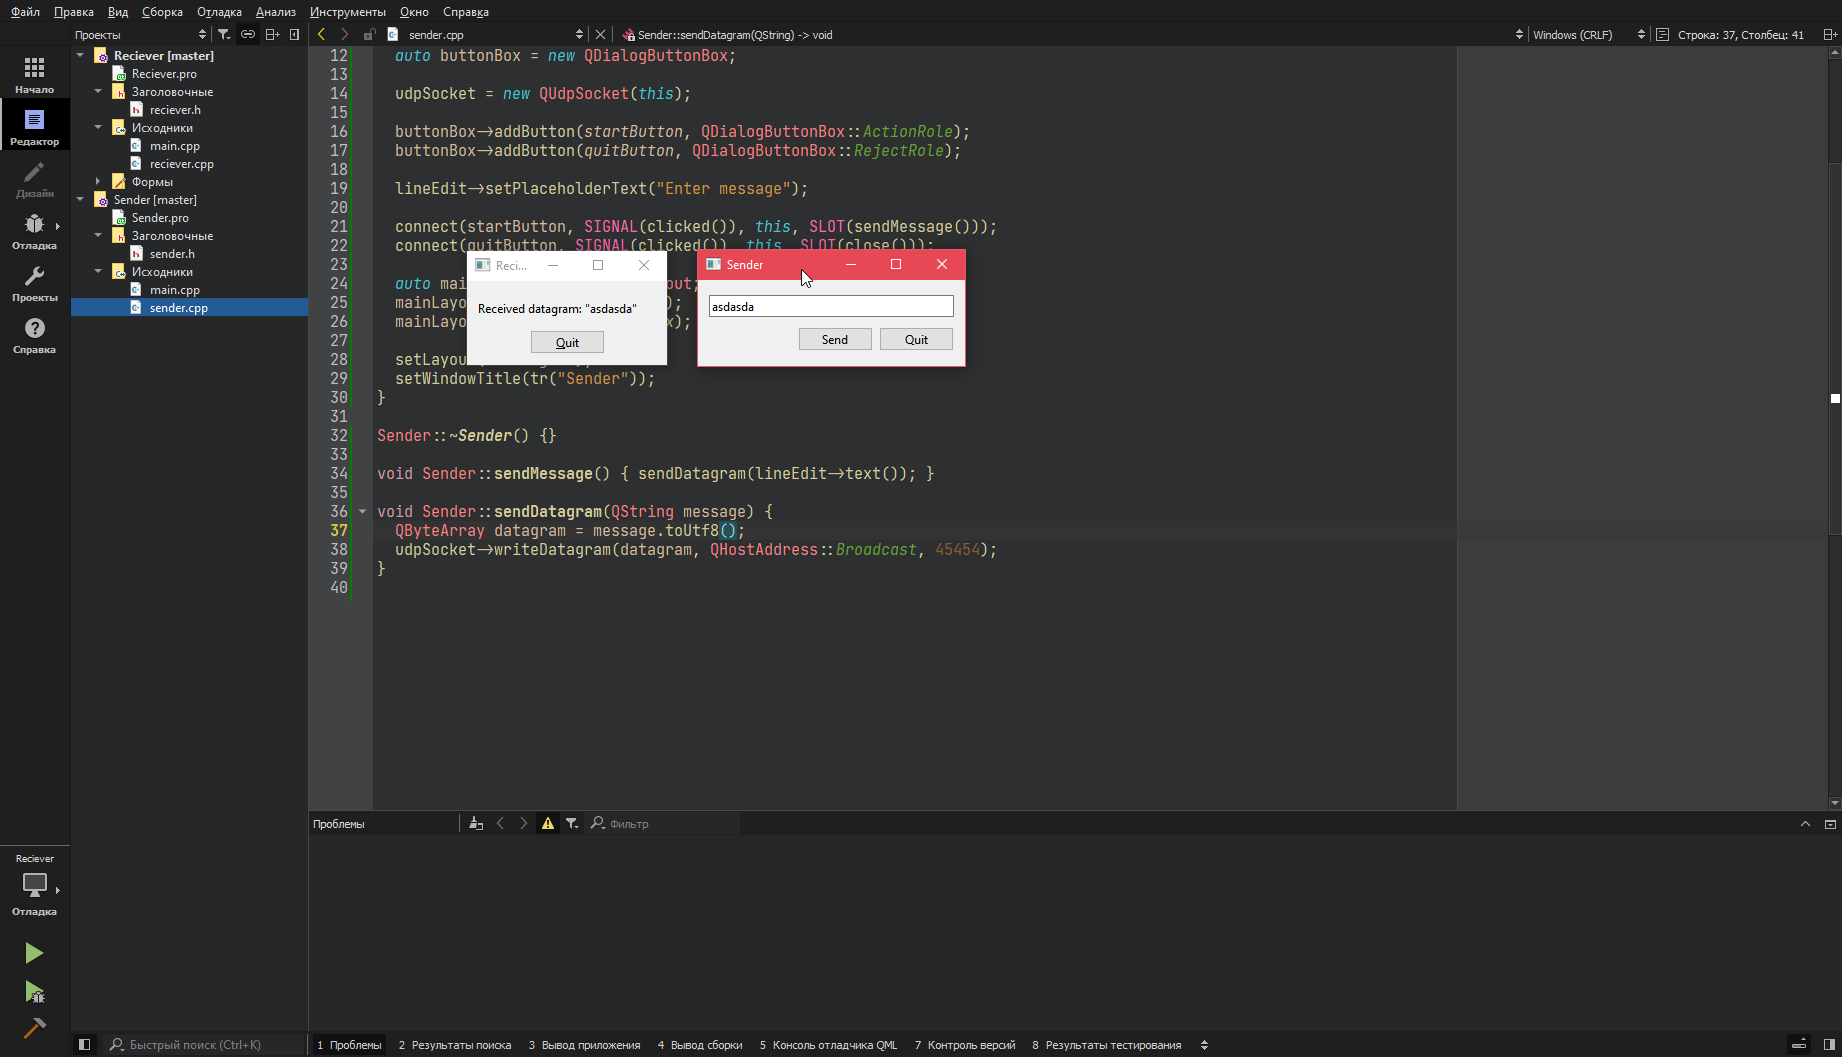 Файл Правка Вид Сборка Отладка Анализ Инструменты Окно Справка
Проекты
sender.cpp
Sender::sendDatagram(QString) -> void
Windows (CRLF)
Строка: 37, Столбец: 41
Начало
Редактор
Дизайн
Отладка
Проекты
Справка
Reciever [master]
Reciever.pro
Заголовочные
reciever.h
Исходники
main.cpp
reciever.cpp
Формы
Sender [master]
Sender.pro
Заголовочные
sender.h
Исходники
main.cpp
sender.cpp
12 auto buttonBox = new QDialogButtonBox;
13
14 udpSocket = new QUdpSocket(this);
15
16 buttonBox->addButton(startButton, QDialogButtonBox::ActionRole);
17 buttonBox->addButton(quitButton, QDialogButtonBox::RejectRole);
18
19 lineEdit->setPlaceholderText("Enter message");
20
21 connect(startButton, SIGNAL(clicked()), this, SLOT(sendMessage()));
22 connect(quitButton, SIGNAL(clicked()), this, SLOT(close()));
23
24 auto mai out;
25 mainLayo );
26 mainLayo x);
27
28 setLayou
29 setWindowTitle(tr("Sender"));
30 }
31
32 Sender::~Sender() {}
33
34 void Sender::sendMessage() { sendDatagram(lineEdit->text()); }
35
36 void Sender::sendDatagram(QString message) {
37 QByteArray datagram = message.toUtf8();
38 udpSocket->writeDatagram(datagram, QHostAddress::Broadcast, 45454);
39 }
40
Reci...
Received datagram: "asdasda"
Quit
Sender
asdasda
Send Quit
Проблемы
Фильтр
Reciever
Отладка
Быстрый поиск (Ctrl+K)
1 Проблемы 2 Результаты поиска 3 Вывод приложения 4 Вывод сборки 5 Консоль отладчика QML 7 Контроль версий 8 Результаты тестирования